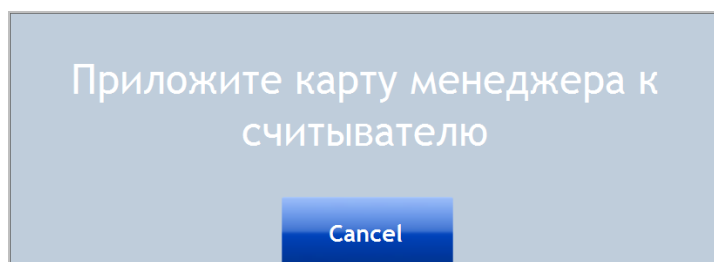 Приложите карту менеджера к
считывателю
Cancel